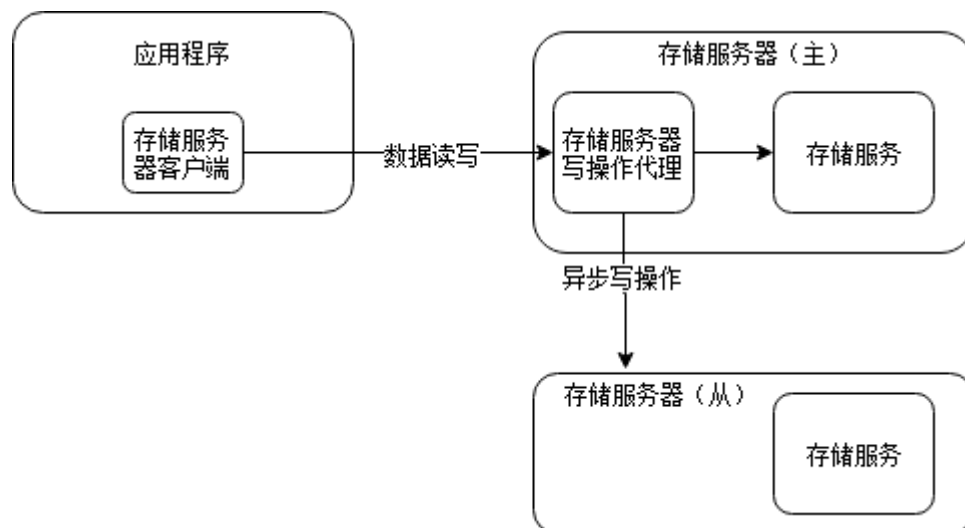 应用程序
存储服务
器客户端
数据读写
存储服务器（主）
存储服务器
写操作代理
存储服务
异步写操作
存储服务器（从）
存储服务